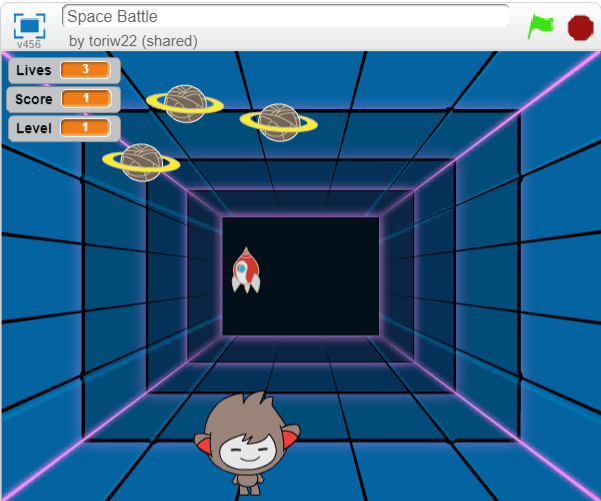 Space Battle
v456
by toriw22 (shared)
Lives 3
Score 1
Level 1